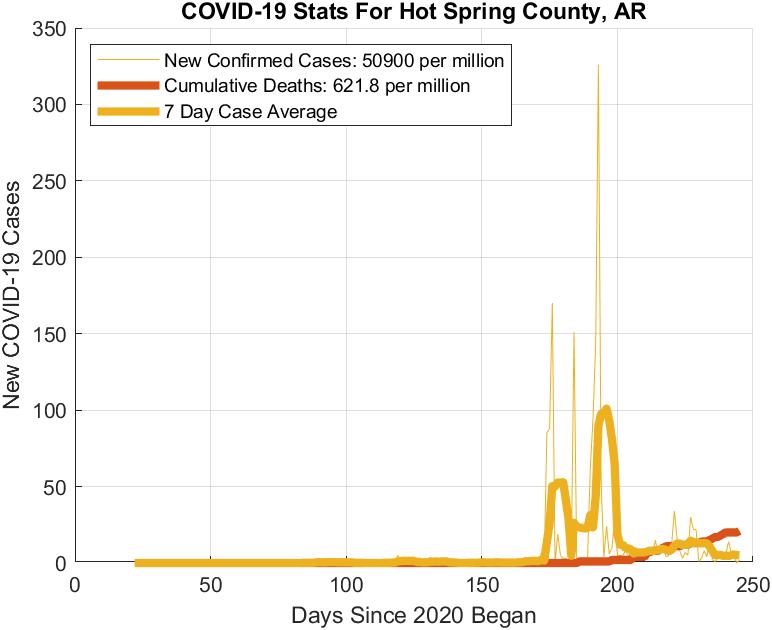 COVID-19 Stats For Hot Spring County, AR
New Confirmed Cases: 50900 per million
Cumulative Deaths: 621.8 per million
7 Day Case Average
New COVID-19 Cases
350
300
250
200
150
100
50
0
0 50 100 150 200 250
Days Since 2020 Began